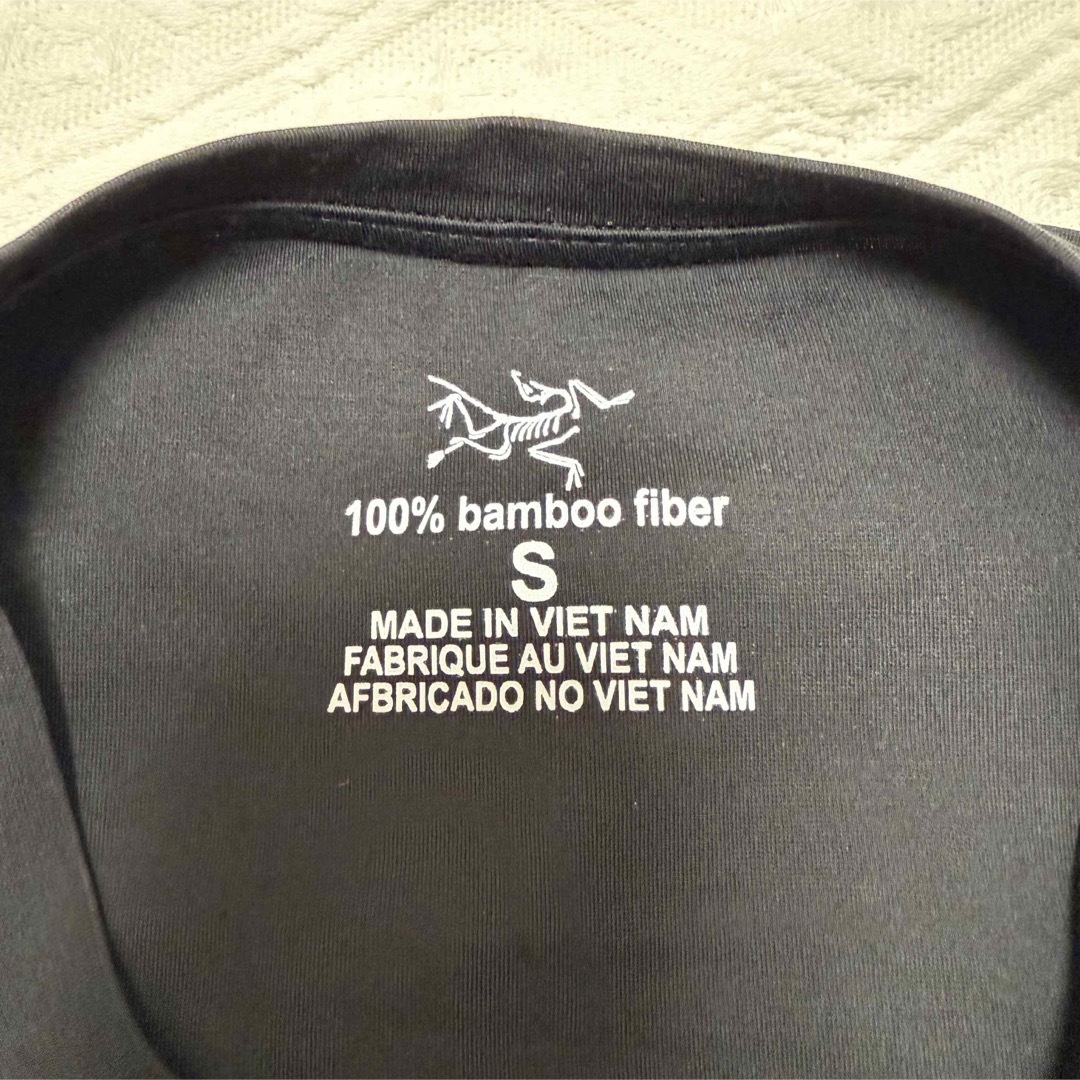 100% bamboo fiber
S
MADE IN VIET NAM
FABRIQUE AU VIET NAM
AFBRICADO NO VIET NAM